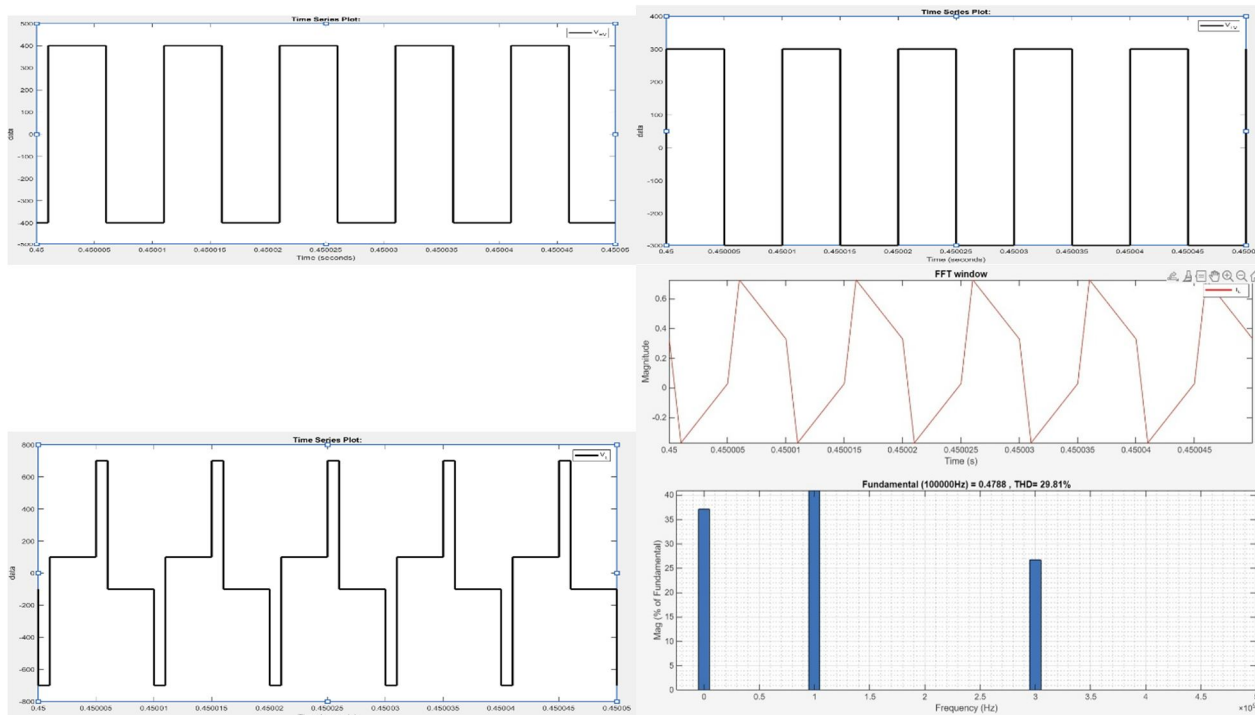 Time Series Plot:
500
400
300
200
100
0
-100
-200
-300
-400
-500
data
0.45 0.450005 0.45001 0.450015 0.45002 0.450025 0.45003 0.450035 0.45004 0.450045 0.45005
Time (seconds)
Time Series Plot:
400
300
200
100
0
-100
-200
-300
data
0.45 0.450005 0.45001 0.450015 0.45002 0.450025 0.45003 0.450035 0.45004 0.450045
Time (seconds)
FFT window
0.6
0.4
0.2
0
-0.2
Magnitude
0.45 0.450005 0.45001 0.450015 0.45002 0.450025 0.45003 0.450035 0.45004 0.450045
Time (s)
Time Series Plot:
V_L
800
600
400
200
0
-200
-400
-600
-800
data
0.45 0.450005 0.45001 0.450015 0.45002 0.450025 0.45003 0.450035 0.45004 0.450045 0.45005
Fundamental (100000Hz) = 0.4788 , THD= 29.81%
40
35
30
25
20
15
10
5
0
Mag (% of Fundamental)
0 0.5 1 1.5 2 2.5 3 3.5 4 4.5
Frequency (Hz)